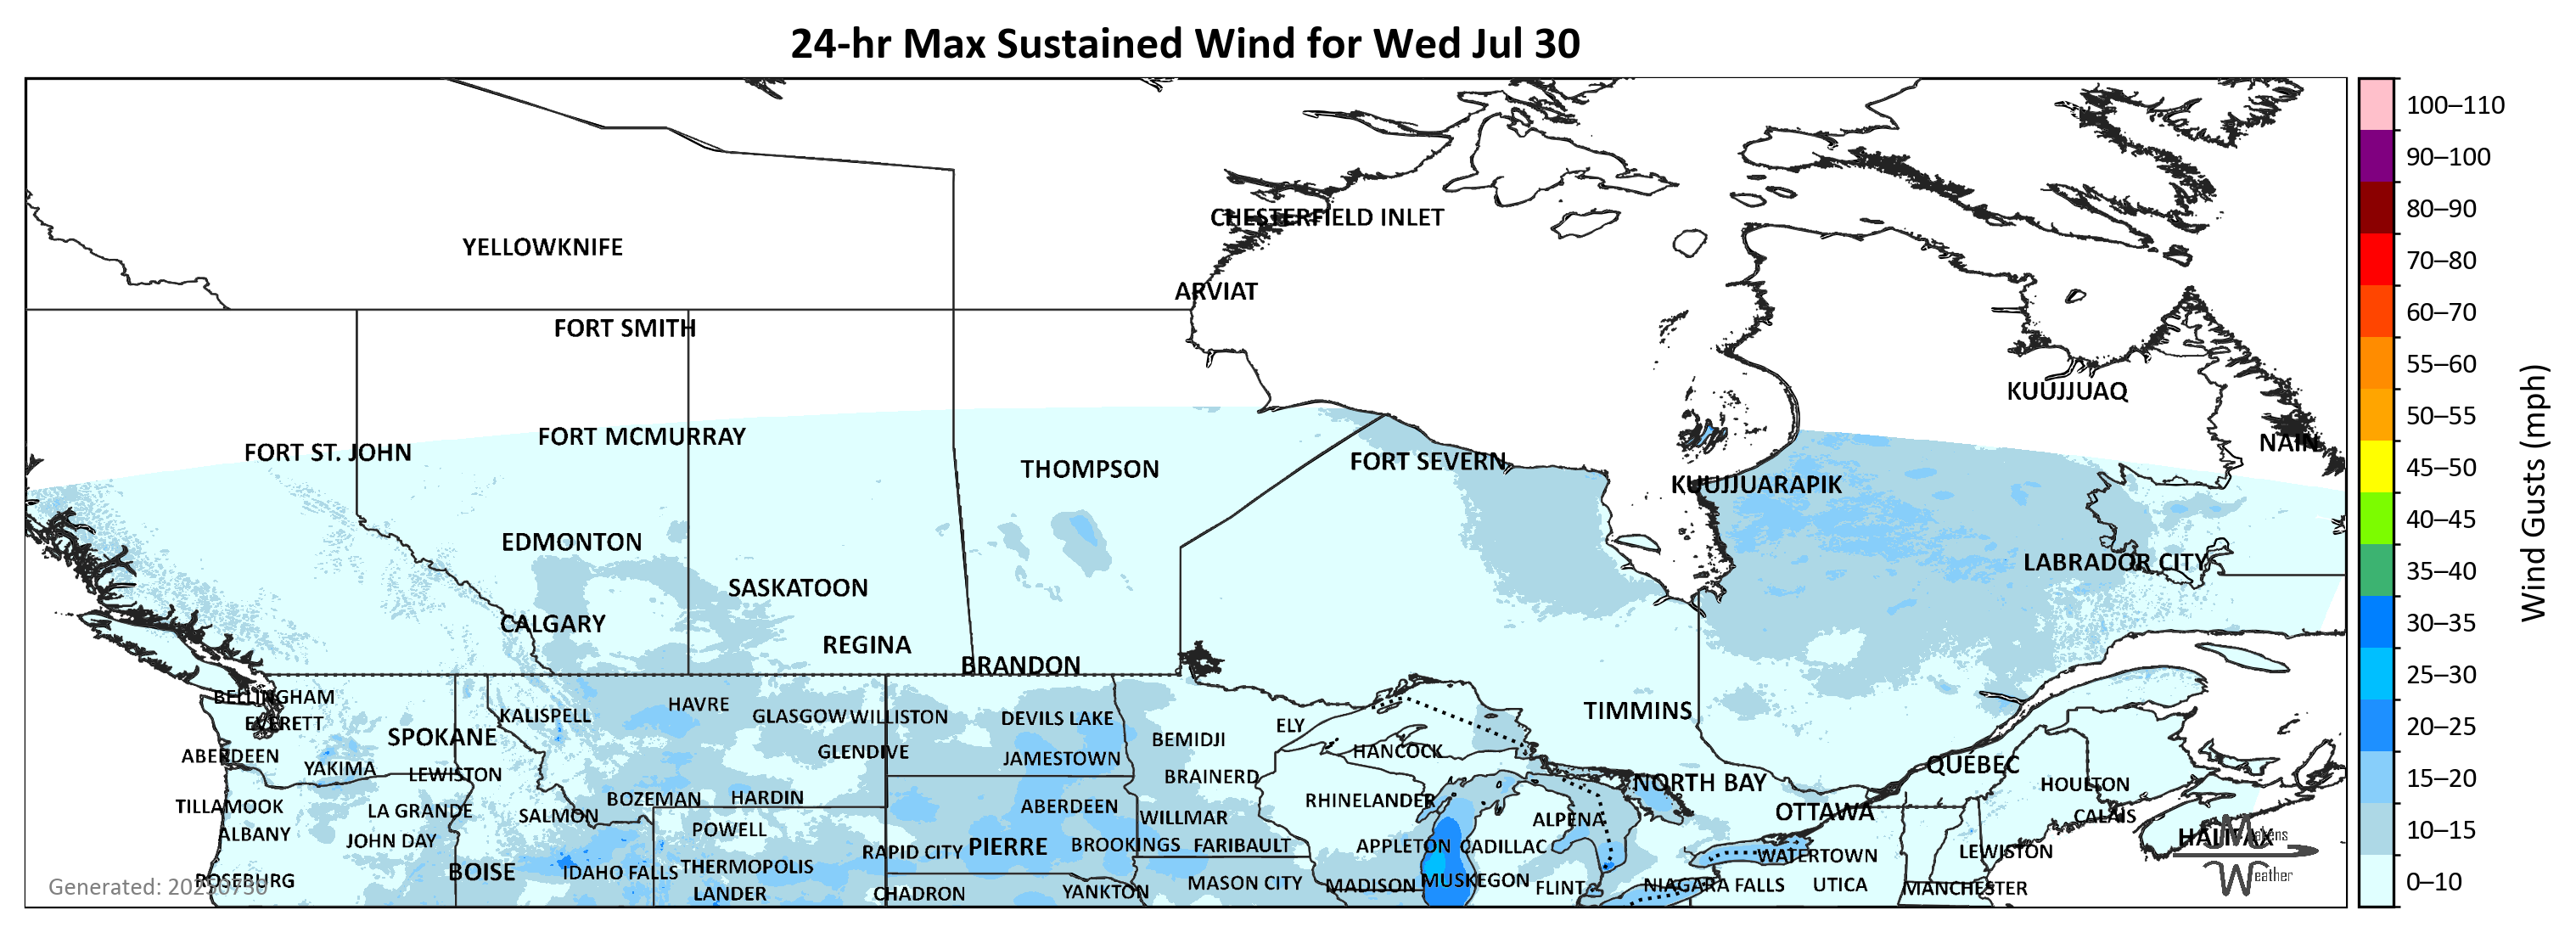 24-hr Max Sustained Wind for Wed Jul 30
100–110
90–100
80–90
70–80
60–70
55–60
50–55
45–50
40–45
35–40
30–35
25–30
20–25
15–20
10–15
0–10
Wind Gusts (mph)
CHESTERFIELD INLET
YELLOWKNIFE
ARVIAT
FORT SMITH
KUUJJUAQ
FORT MCMURRAY
NAIN
FORT ST. JOHN
FORT SEVERN
THOMPSON
KUUJJUARAPIK
EDMONTON
LABRADOR CITY
SASKATOON
CALGARY
REGINA
BRANDON
BELLINGHAM
HAVRE
TIMMINS
KALISPELL
GLASGOW
WILLISTON
DEVILS LAKE
EVERETT
ELY
SPOKANE
BEMIDJI
HANCOCK
GLENDIVE
ABERDEEN
JAMESTOWN
QUÉBEC
YAKIMA
LEWISTON
BRAINERD
NORTH BAY
HOULTON
BOZEMAN
HARDIN
RHINELANDER
TILLAMOOK
ABERDEEN
LA GRANDE
OTTAWA
SALMON
CALAIS
WILLMAR
ALPENA
POWELL
ALBANY
HALIFAX
JOHN DAY
PIERRE
BROOKINGS
FARIBAULT
APPLETON
CADILLAC
RAPID CITY
LEWISTON
WATERTOWN
THERMOPOLIS
BOISE
IDAHO FALLS
ROSEBURG
MUSKEGON
MASON CITY
MADISON
NIAGARA FALLS
UTICA
FLINT
MANCHESTER
YANKTON
LANDER
CHADRON
Generated: 20250730
Makens
Weather